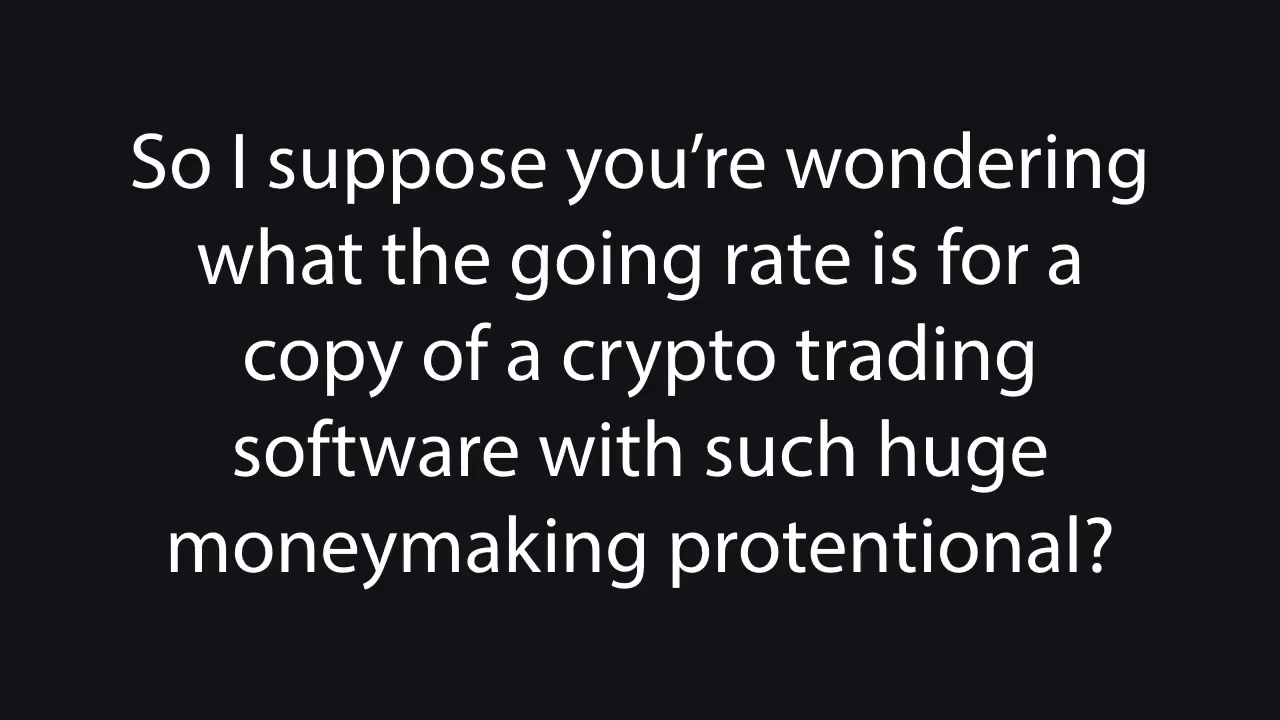 So I suppose you’re wondering
what the going rate is for a
copy of a crypto trading
software with such huge
moneymaking protentional?